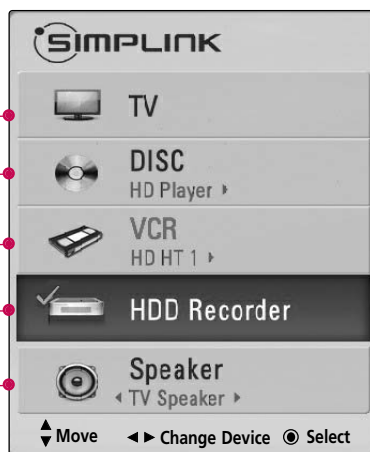 SIMPLINK
TV
DISC
HD Player ▸
VCR
HD HT 1 ▸
HDD Recorder
Speaker
◂ TV Speaker ▸
▲▼ Move ◀ ▶ Change Device ◉ Select